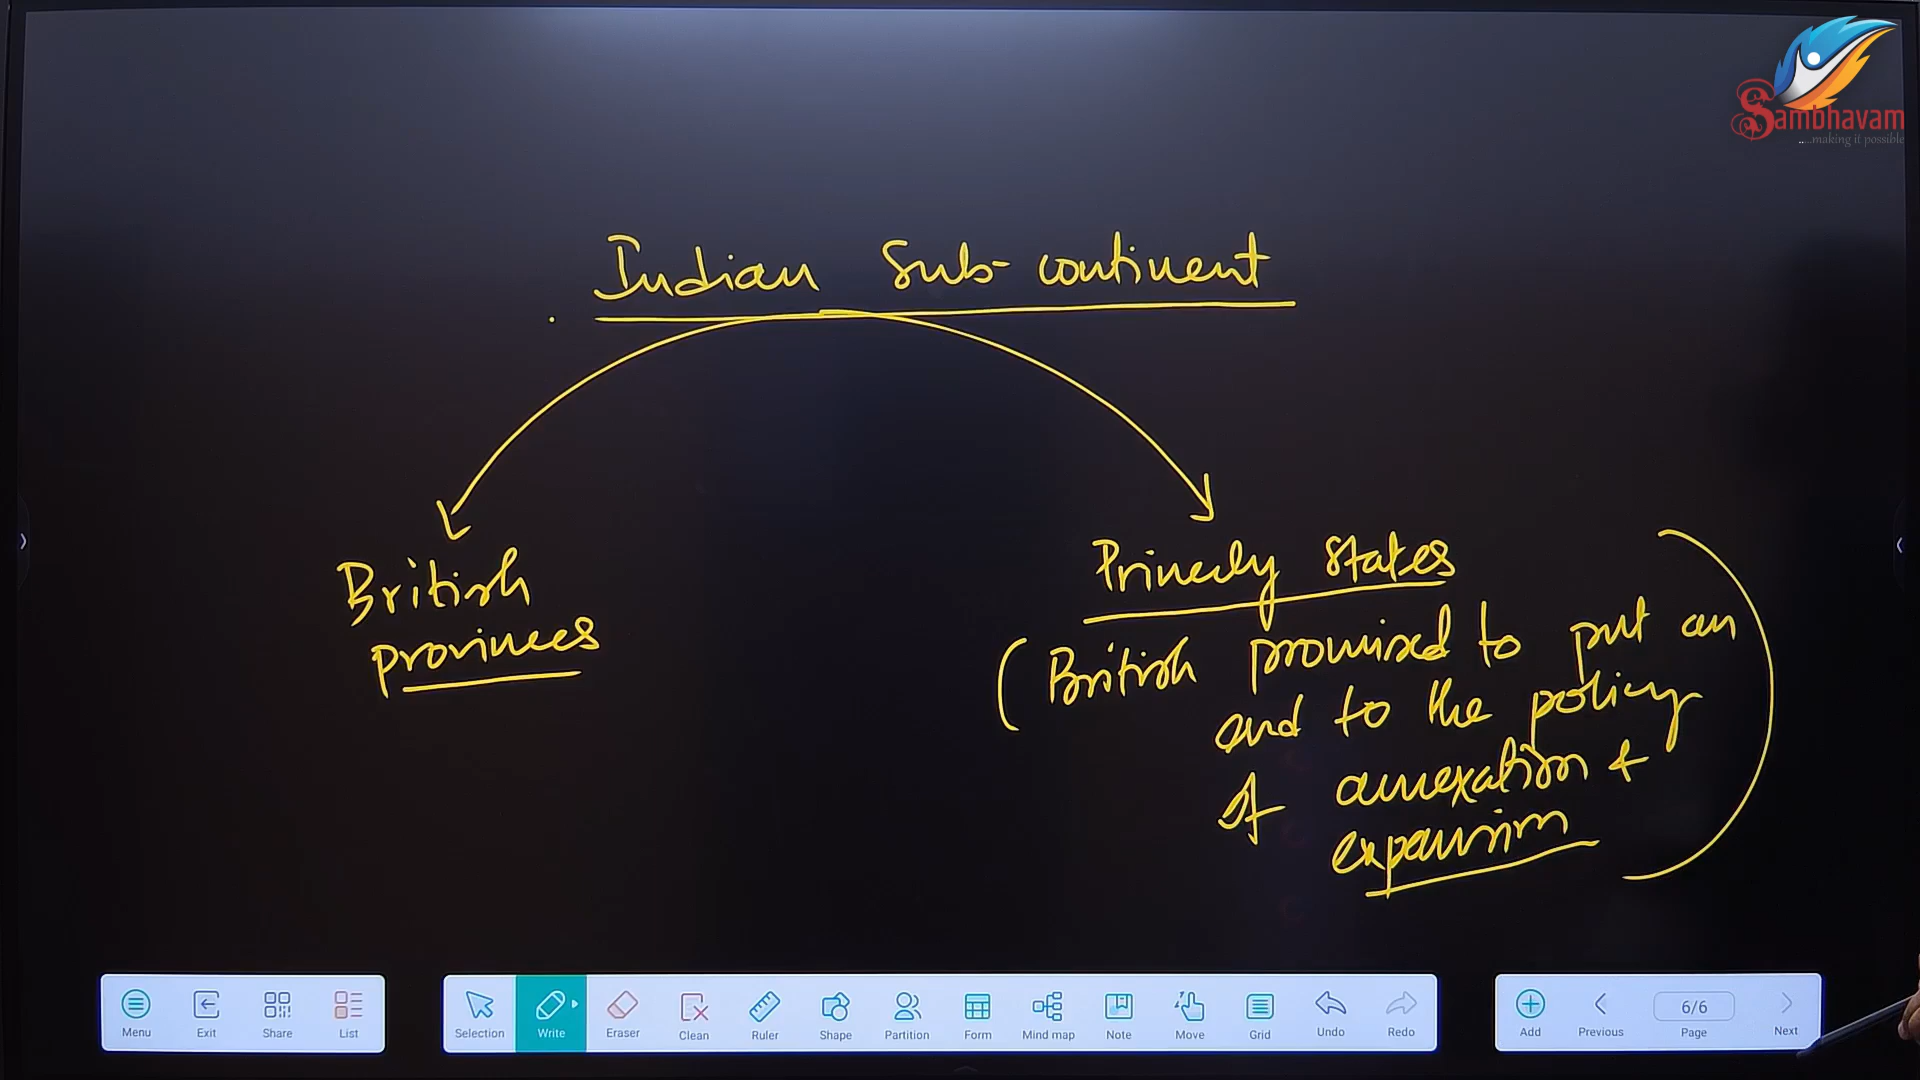 Sambhavam
.....making it possible
Indian Sub-continent
British
provinces
Princely States
(British promised to put an
end to the policy
of annexation &
expansion)
Menu
Exit
Share
List
Selection
Write
Eraser
Clean
Ruler
Shape
Partition
Form
Mind map
Note
Move
Grid
Undo
Redo
Add
Previous
6/6
Page
Next